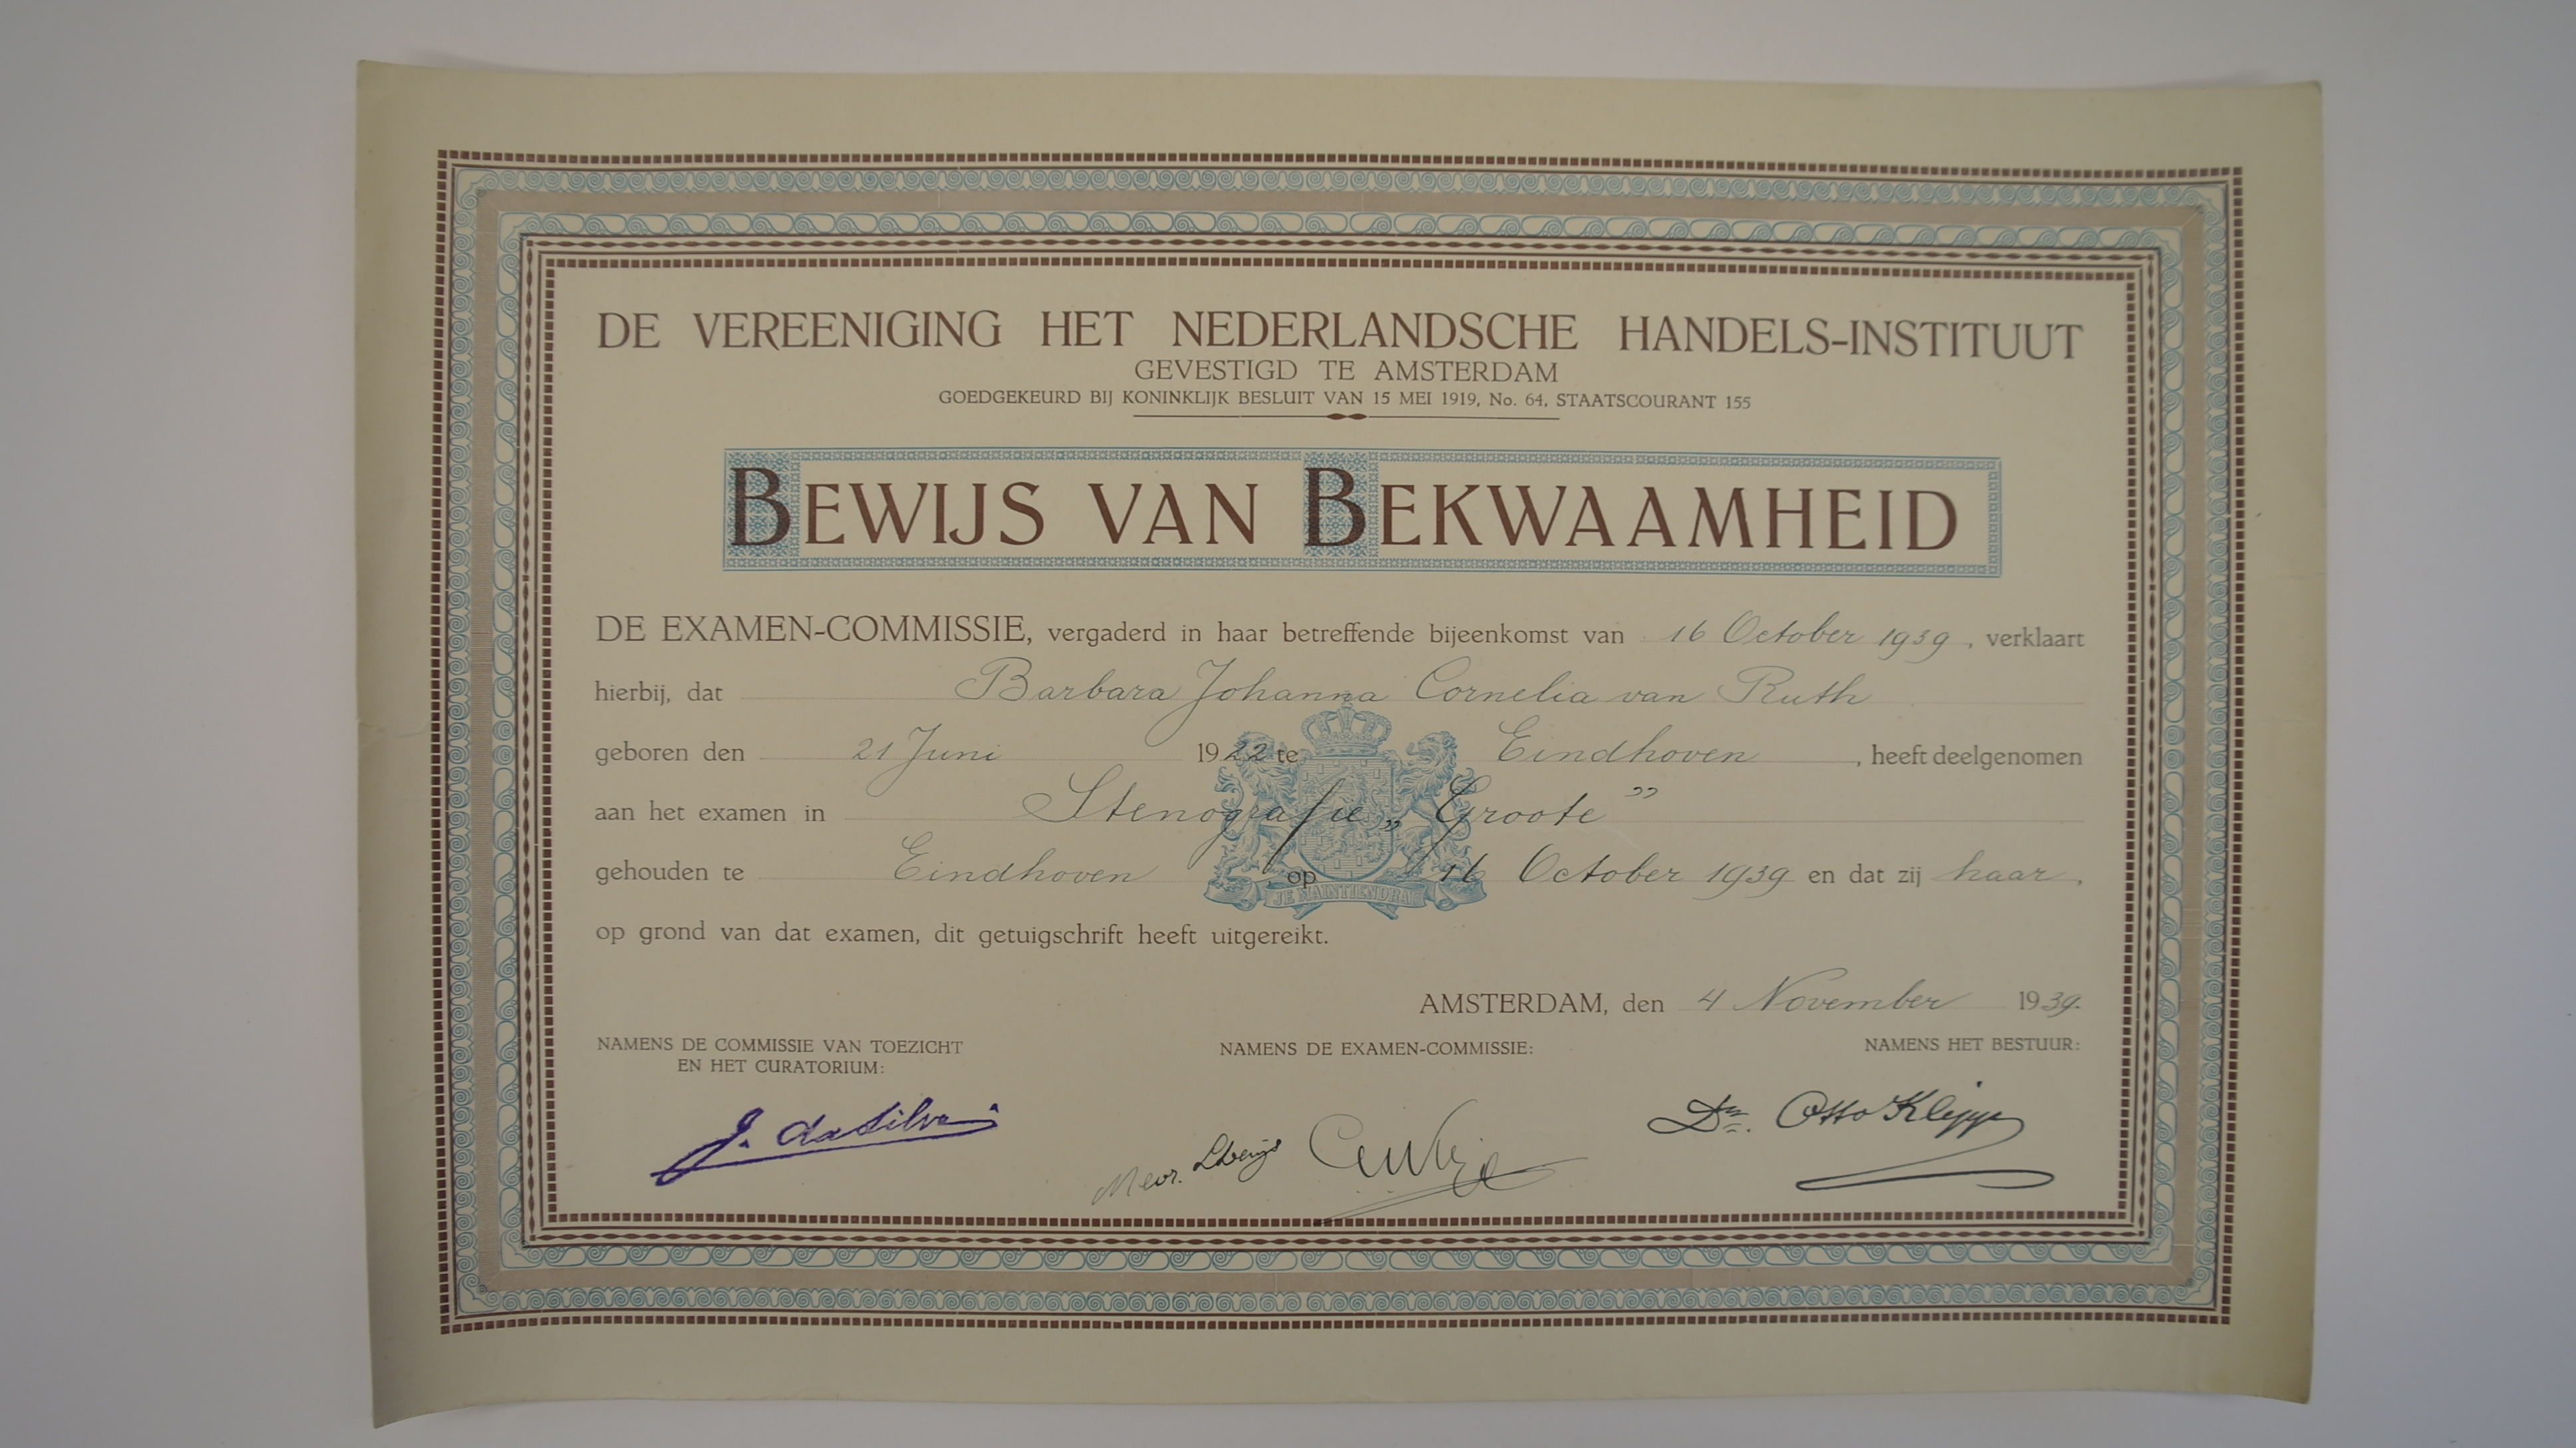 DE VEREENIGING HET NEDERLANDSCHE HANDELS-INSTITUUT
GEVESTIGD TE AMSTERDAM
GOEDGEKEURD BIJ KONINKLIJK BESLUIT VAN 15 MEI 1919, No. 64, STAATSCOURANT 155
BEWIJS VAN BEKWAAMHEID
DE EXAMEN-COMMISSIE, vergaderd in haar betreffende bijeenkomst van 16 October 1939, verklaart
hierbij, dat Barbara Johanna Cornelia van Ruth
geboren den 21 Juni 1922 te Eindhoven, heeft deelgenomen
aan het examen in Stenografie „Groote”
gehouden te Eindhoven op 16 October 1939 en dat zij haar,
JE MAINTIENDRAI
op grond van dat examen, dit getuigschrift heeft uitgereikt.
AMSTERDAM, den 4 November 1939.
NAMENS DE COMMISSIE VAN TOEZICHT
EN HET CURATORIUM:
NAMENS DE EXAMEN-COMMISSIE:
NAMENS HET BESTUUR:
J. da Silva
Mevr.
Dr. Otto